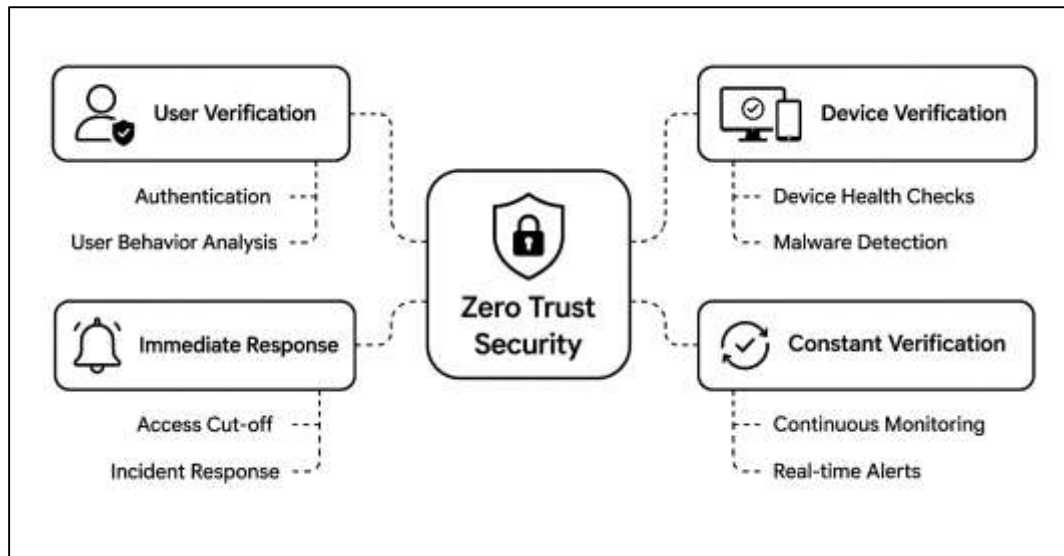 User Verification
Authentication
User Behavior Analysis
Immediate Response
Access Cut-off
Incident Response
Zero Trust
Security
Device Verification
Device Health Checks
Malware Detection
Constant Verification
Continuous Monitoring
Real-time Alerts